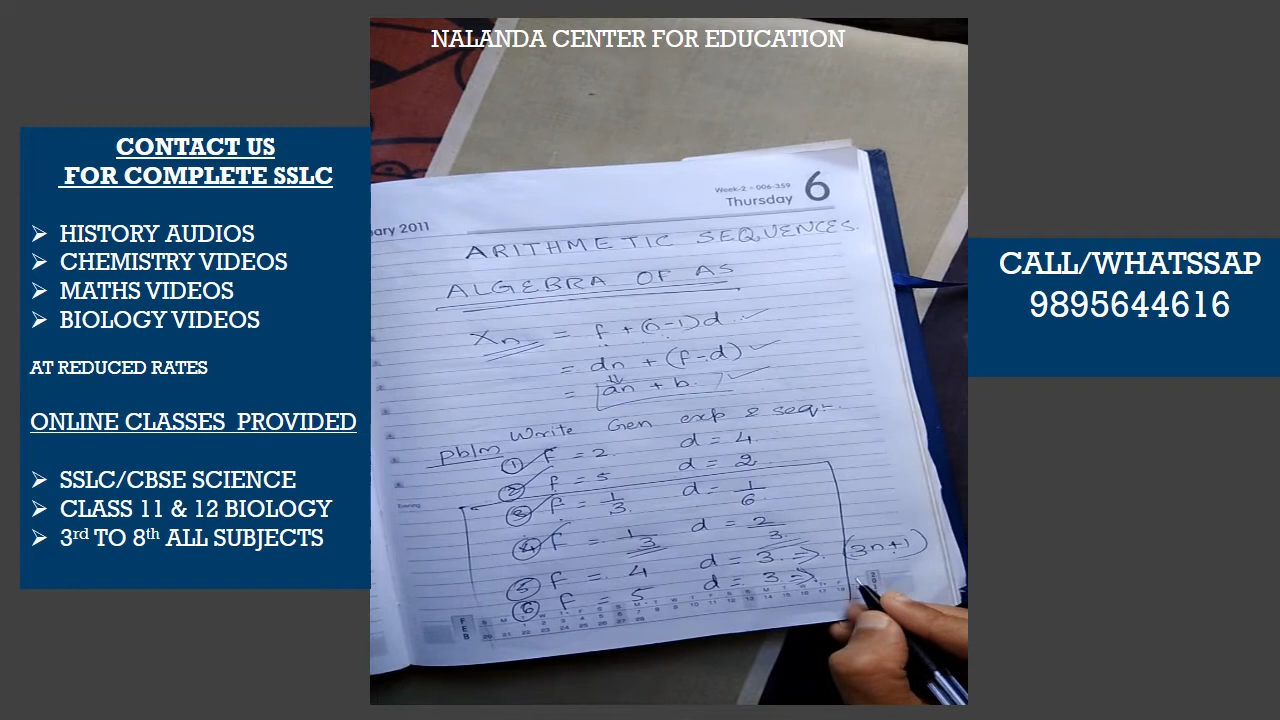 NALANDA CENTER FOR EDUCATION
CONTACT US
FOR COMPLETE SSLC
➢ HISTORY AUDIOS
➢ CHEMISTRY VIDEOS
➢ MATHS VIDEOS
➢ BIOLOGY VIDEOS
AT REDUCED RATES
ONLINE CLASSES PROVIDED
➢ SSLC/CBSE SCIENCE
➢ CLASS 11 & 12 BIOLOGY
➢ 3rd TO 8th ALL SUBJECTS
Week-2 • 006-359
Thursday 6
uary 2011
ARITHMETIC SEQUENCES.
ALGEBRA OF AS
Xn = f + (n-1)d ✓
= dn + (f-d) ✓
= an + b. ✓
Pblm Write Gen exp & seqn.
① f = 2. d = 4
② f = 5 d = 2
③ f = 1/3. d = 1/6
④ f = 1/3 d = 2/3.
⑤ f = 4 d = 3 ⇒ (3n+1)
⑥ f = 5 d = 3 ⇒
FEB
CALL/WHATSSAP
9895644616